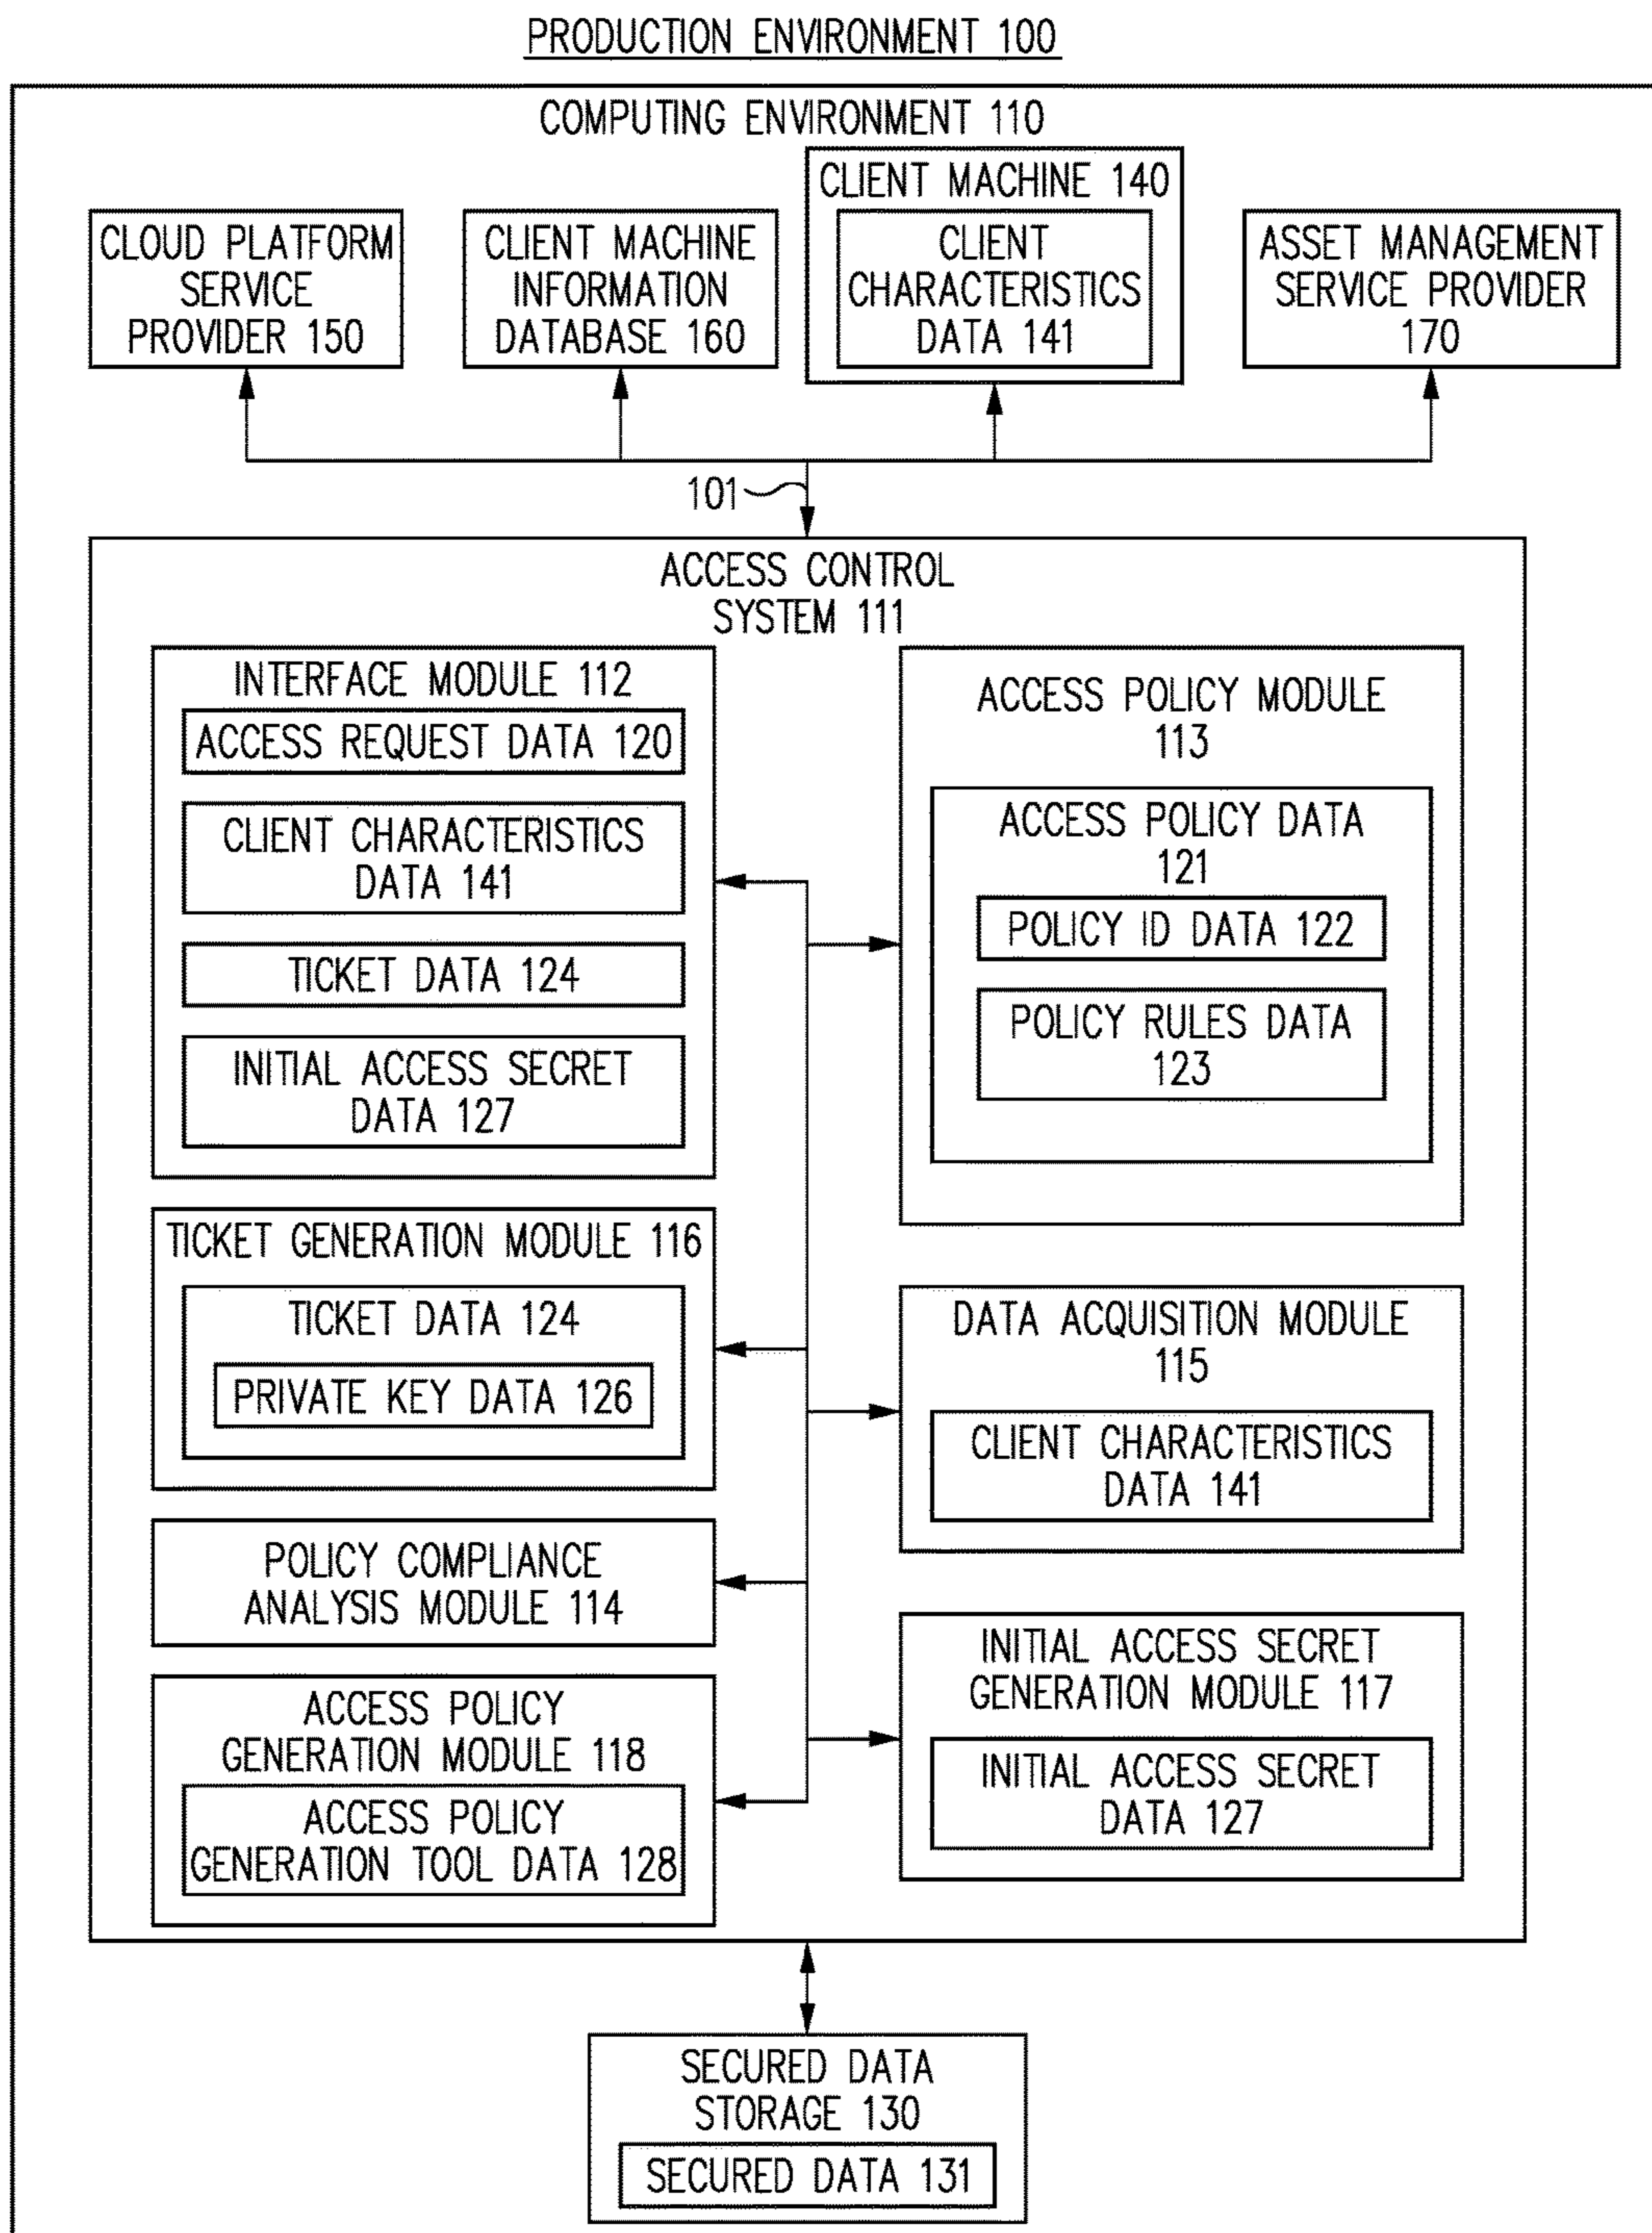 PRODUCTION ENVIRONMENT 100
COMPUTING ENVIRONMENT 110
CLOUD PLATFORM
SERVICE
PROVIDER 150
CLIENT MACHINE
INFORMATION
DATABASE 160
CLIENT MACHINE 140
CLIENT
CHARACTERISTICS
DATA 141
ASSET MANAGEMENT
SERVICE PROVIDER
170
101
ACCESS CONTROL
SYSTEM 111
INTERFACE MODULE 112
ACCESS REQUEST DATA 120
CLIENT CHARACTERISTICS
DATA 141
TICKET DATA 124
INITIAL ACCESS SECRET
DATA 127
ACCESS POLICY MODULE
113
ACCESS POLICY DATA
121
POLICY ID DATA 122
POLICY RULES DATA
123
TICKET GENERATION MODULE 116
TICKET DATA 124
PRIVATE KEY DATA 126
DATA ACQUISITION MODULE
115
CLIENT CHARACTERISTICS
DATA 141
POLICY COMPLIANCE
ANALYSIS MODULE 114
INITIAL ACCESS SECRET
GENERATION MODULE 117
INITIAL ACCESS SECRET
DATA 127
ACCESS POLICY
GENERATION MODULE 118
ACCESS POLICY
GENERATION TOOL DATA 128
SECURED DATA
STORAGE 130
SECURED DATA 131